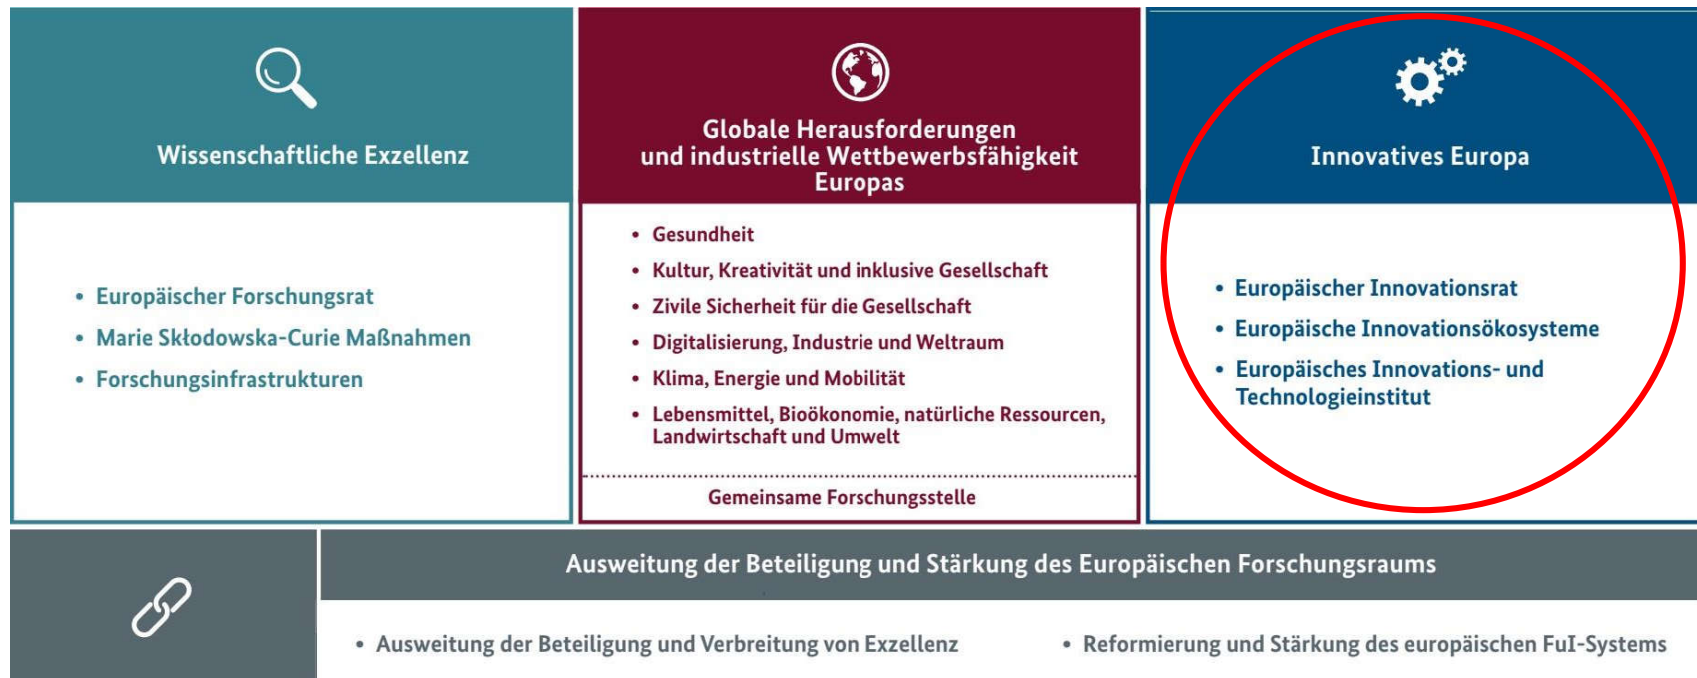 Wissenschaftliche Exzellenz
• Europäischer Forschungsrat
• Marie Skłodowska-Curie Maßnahmen
• Forschungsinfrastrukturen
Globale Herausforderungen
und industrielle Wettbewerbsfähigkeit
Europas
• Gesundheit
• Kultur, Kreativität und inklusive Gesellschaft
• Zivile Sicherheit für die Gesellschaft
• Digitalisierung, Industrie und Weltraum
• Klima, Energie und Mobilität
• Lebensmittel, Bioökonomie, natürliche Ressourcen,
Landwirtschaft und Umwelt
Gemeinsame Forschungsstelle
Innovatives Europa
• Europäischer Innovationsrat
• Europäische Innovationsökosysteme
• Europäisches Innovations- und
Technologieinstitut
Ausweitung der Beteiligung und Stärkung des Europäischen Forschungsraums
• Ausweitung der Beteiligung und Verbreitung von Exzellenz
• Reformierung und Stärkung des europäischen FuI-Systems